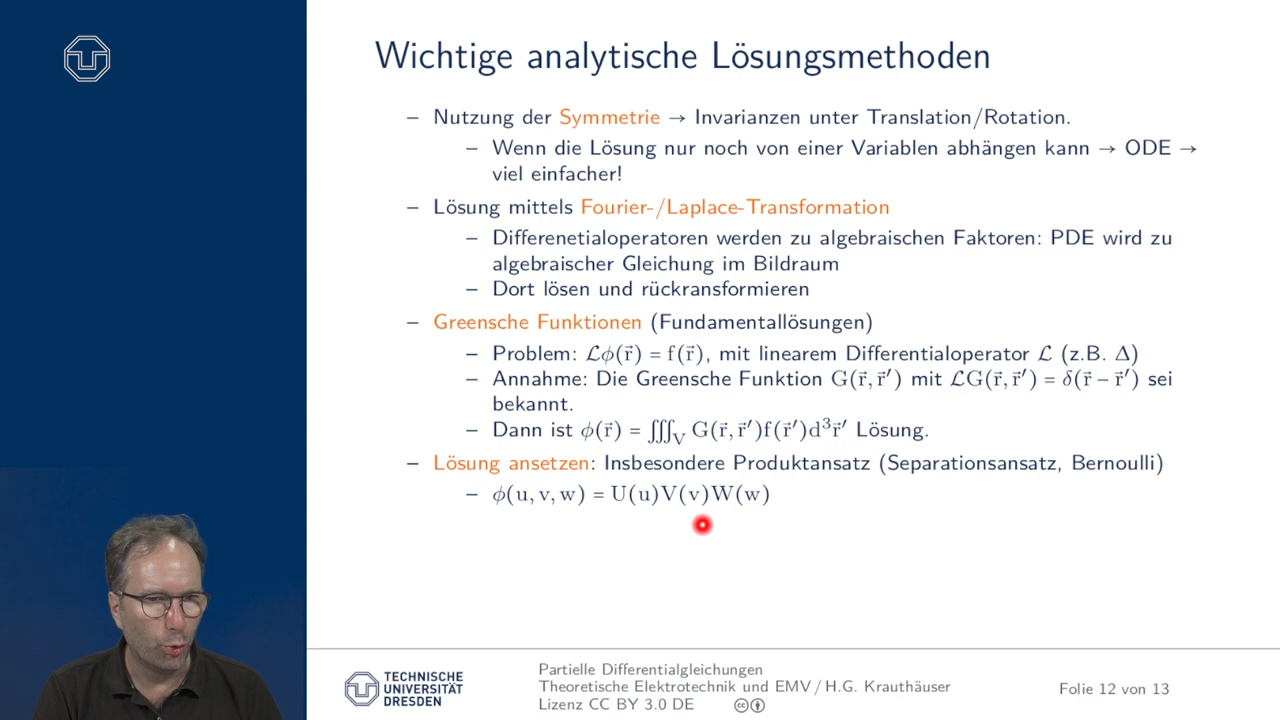 Wichtige analytische Lösungsmethoden
– Nutzung der Symmetrie → Invarianzen unter Translation/Rotation.
– Wenn die Lösung nur noch von einer Variablen abhängen kann → ODE →
viel einfacher!
– Lösung mittels Fourier-/Laplace-Transformation
– Differenetialoperatoren werden zu algebraischen Faktoren: PDE wird zu
algebraischer Gleichung im Bildraum
– Dort lösen und rücktransformieren
– Greensche Funktionen (Fundamentallösungen)
– Problem: ℒϕ(r⃗) = f(r⃗), mit linearem Differentialoperator ℒ (z.B. Δ)
– Annahme: Die Greensche Funktion G(r⃗, r⃗′) mit ℒG(r⃗, r⃗′) = δ(r⃗ − r⃗′) sei
bekannt.
– Dann ist ϕ(r⃗) = ∭_V G(r⃗, r⃗′)f(r⃗′)d³r⃗′ Lösung.
– Lösung ansetzen: Insbesondere Produktansatz (Separationsansatz, Bernoulli)
– ϕ(u, v, w) = U(u)V(v)W(w)
TECHNISCHE
UNIVERSITÄT
DRESDEN
Partielle Differentialgleichungen
Theoretische Elektrotechnik und EMV / H.G. Krauthäuser
Lizenz CC BY 3.0 DE
Folie 12 von 13